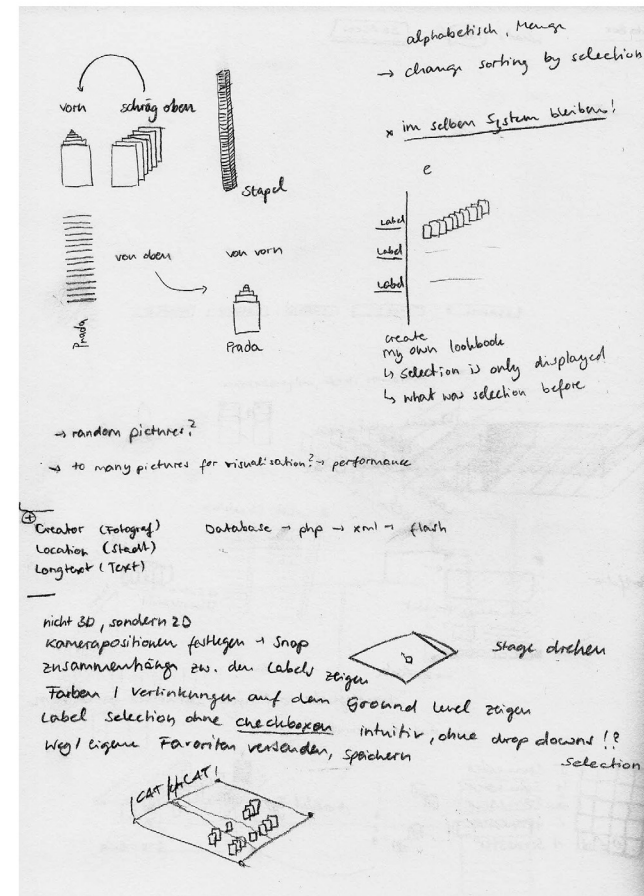 alphabetisch, Menge
→ change sorting by selection
vorn
schräg oben
× im selben System bleiben!
e
Stapel
Label
von oben
von vorn
Label
Label
Prada
Prada
create
my own lookbook
↳ selection is only displayed
↳ what was selection before
→ random pictures?
→ to many pictures for visualisation? → performance
+
Creator (Fotograf)
Database → php → xml → flash
Location (Stadt)
Longtext (Text)
nicht 3D, sondern 2D
Kamerapositionen festlegen → Snap
Stage drehen
zusammenhänge zw. den Labels zeigen
Farben / Verlinkungen auf dem Ground level zeigen
Label Selection ohne checkboxen intuitiv, ohne drop downs !!
Weg / eigene Favoriten versenden, speichern
Selection
CAT
CAT